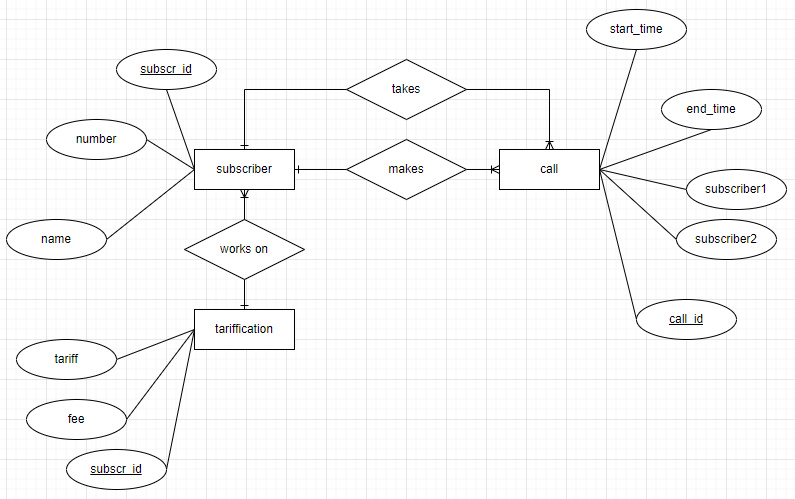 start_time
subscr_id
takes
end_time
number
subscriber
makes
call
subscriber1
name
works on
subscriber2
call_id
tariffication
tariff
fee
subscr_id